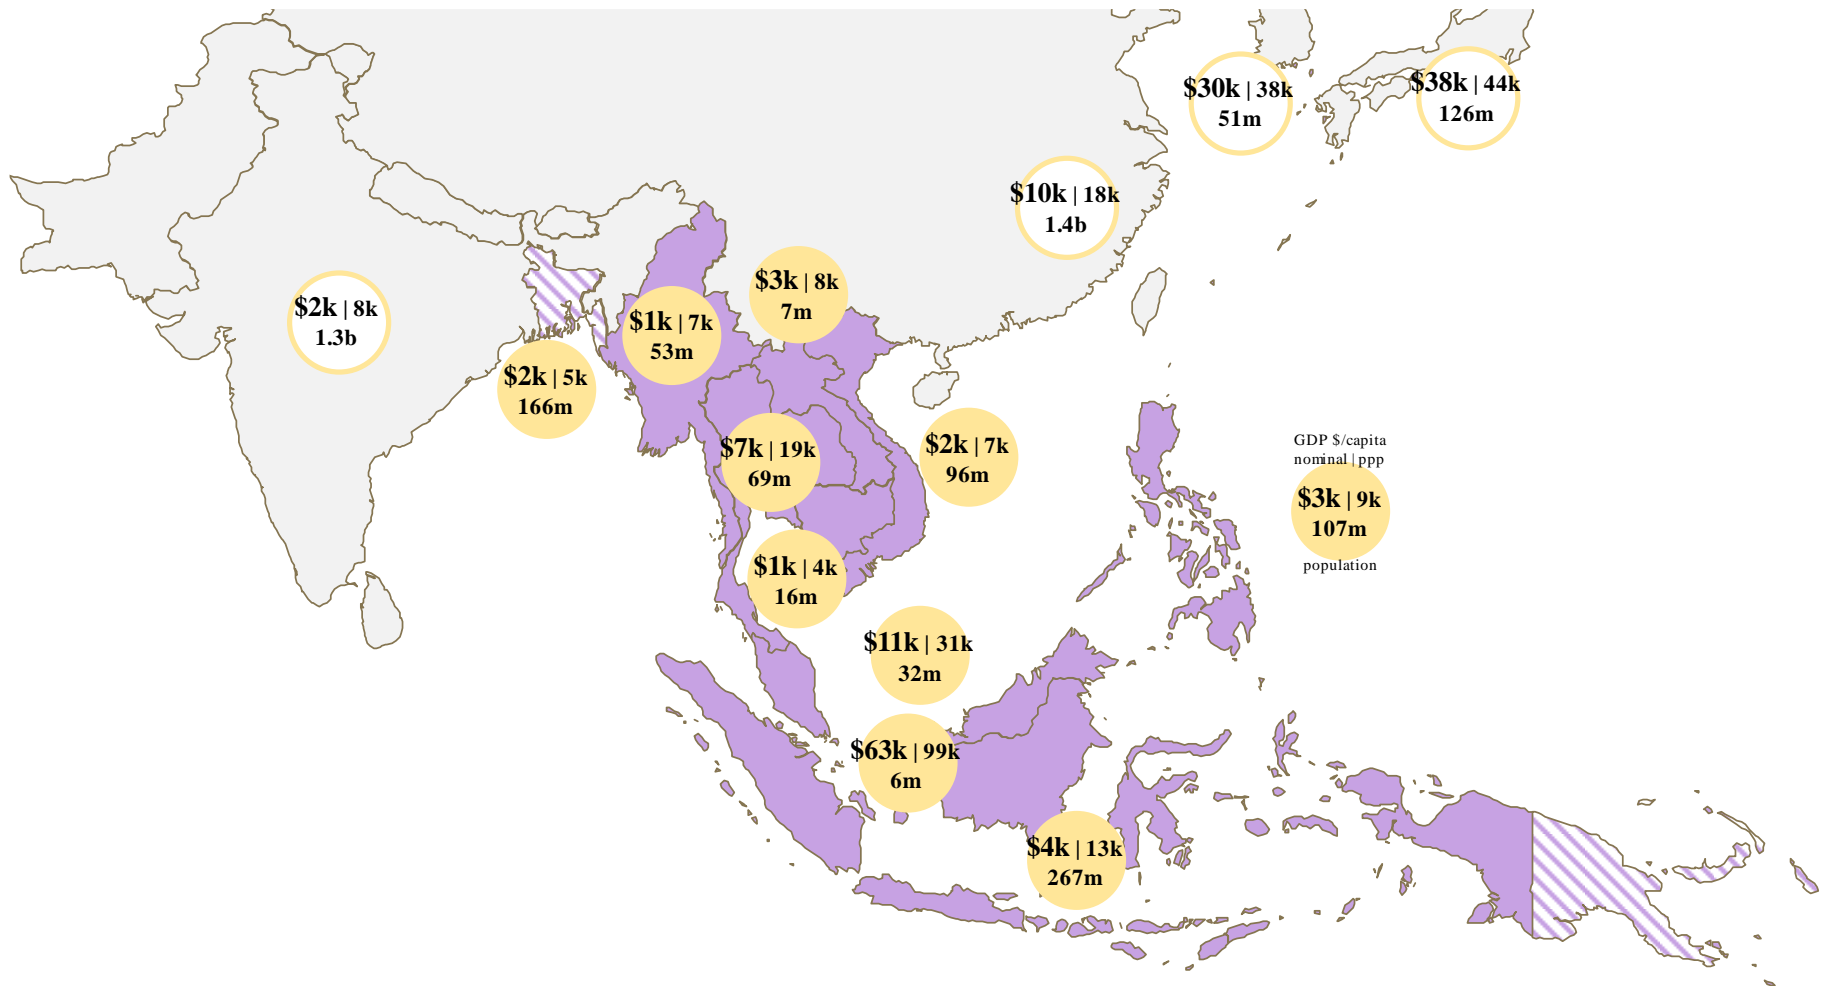 $30k | 38k
51m
$38k | 44k
126m
$10k | 18k
1.4b
$2k | 8k
1.3b
$3k | 8k
7m
$1k | 7k
53m
$2k | 5k
166m
$7k | 19k
69m
$2k | 7k
96m
GDP $/capita
nominal | ppp
$3k | 9k
107m
population
$1k | 4k
16m
$11k | 31k
32m
$63k | 99k
6m
$4k | 13k
267m